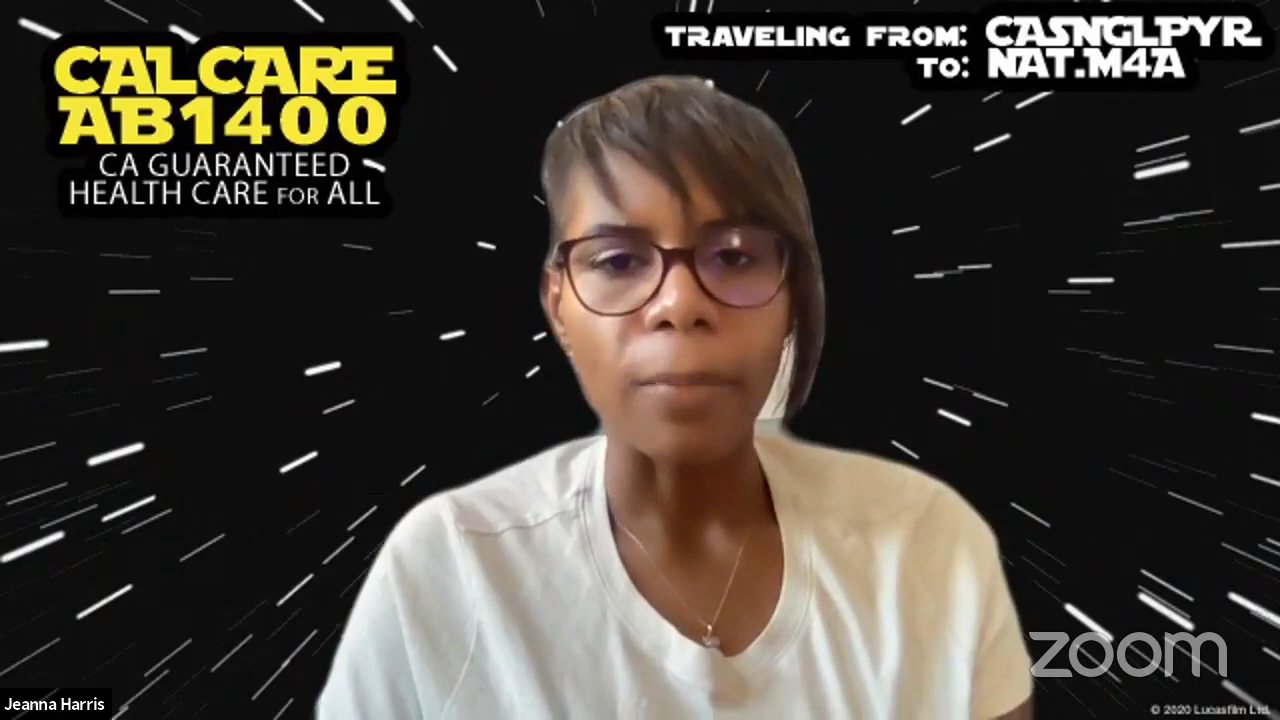 CALCARE
AB1400
CA GUARANTEED
HEALTH CARE FOR ALL
TRAVELING FROM: CASNGLPYR
TO: NAT.M4A
Jeanna Harris
zoom
© 2020 Lucasfilm Ltd.